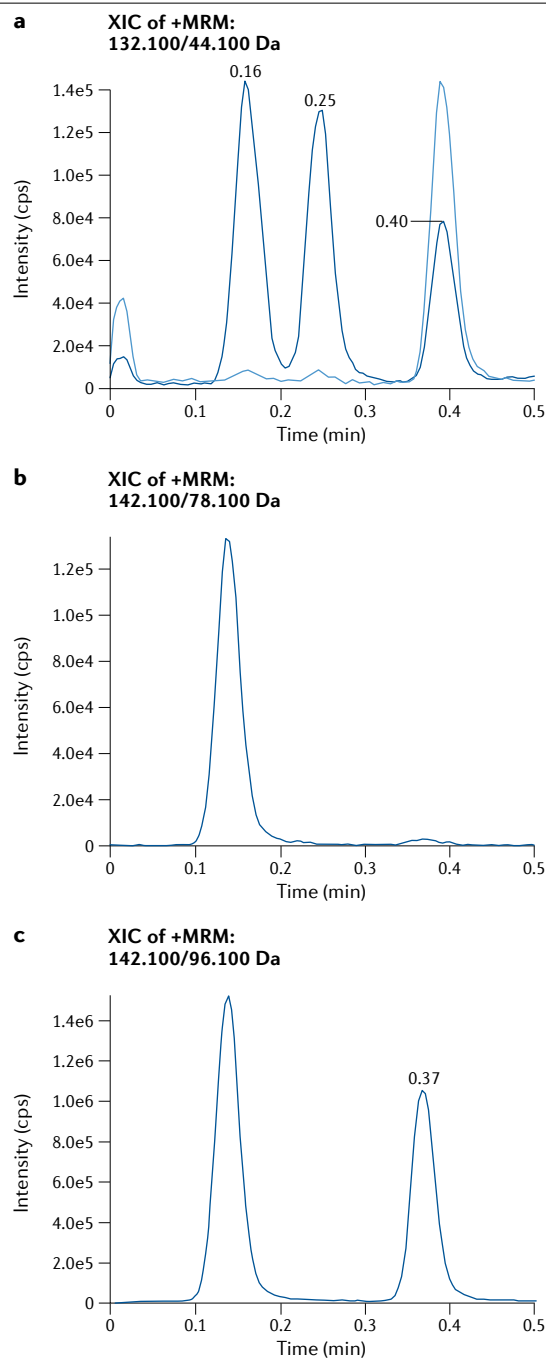 a
XIC of +MRM:
132.100/44.100 Da
Intensity (cps)
1.4e5
1.2e5
1.0e5
8.0e4
6.0e4
4.0e4
2.0e4
0
0.16
0.25
0.40
0 0.1 0.2 0.3 0.4 0.5
Time (min)
b
XIC of +MRM:
142.100/78.100 Da
Intensity (cps)
1.2e5
1.0e5
8.0e4
6.0e4
4.0e4
2.0e4
0
0 0.1 0.2 0.3 0.4 0.5
Time (min)
c
XIC of +MRM:
142.100/96.100 Da
Intensity (cps)
1.4e6
1.2e6
1.0e6
8.0e5
6.0e5
4.0e5
2.0e5
0
0.37
0 0.1 0.2 0.3 0.4 0.5
Time (min)